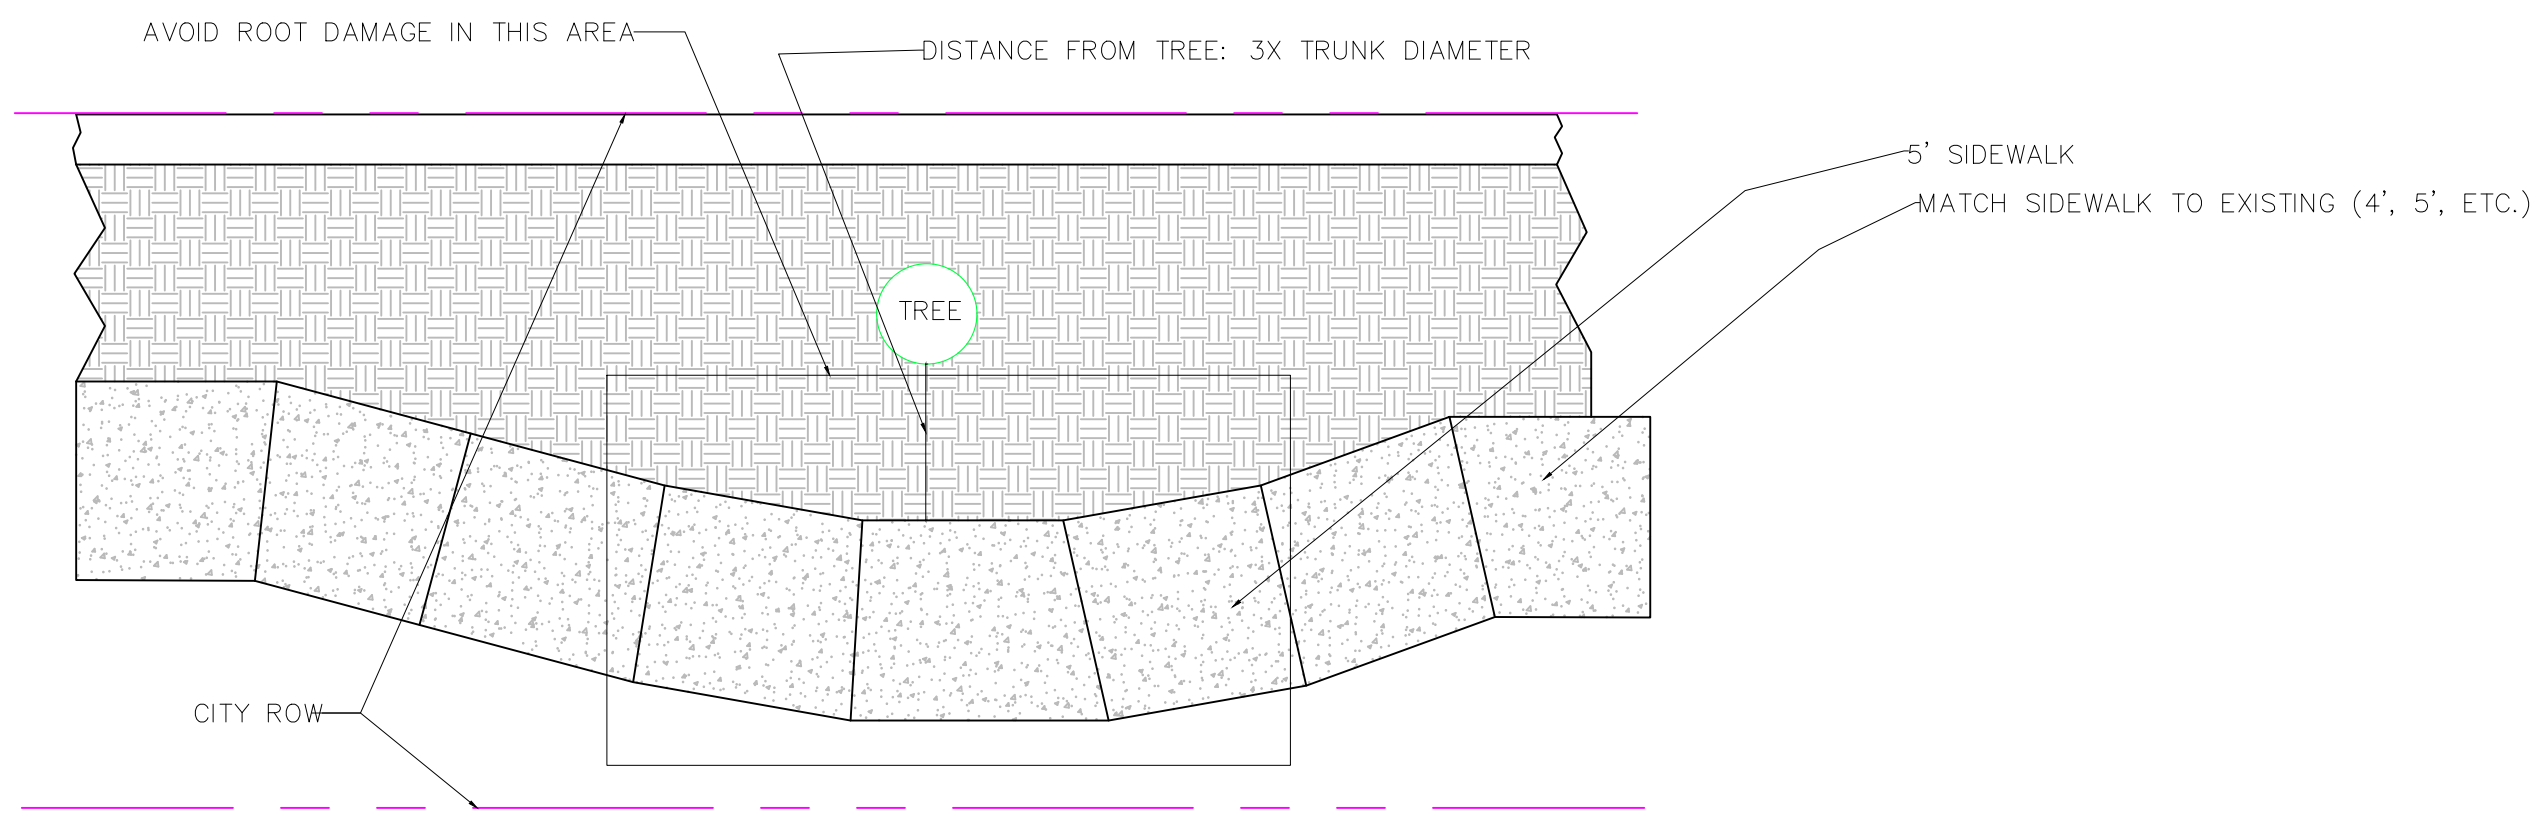 AVOID ROOT DAMAGE IN THIS AREA
DISTANCE FROM TREE: 3X TRUNK DIAMETER
5' SIDEWALK
MATCH SIDEWALK TO EXISTING (4', 5', ETC.)
TREE
CITY ROW